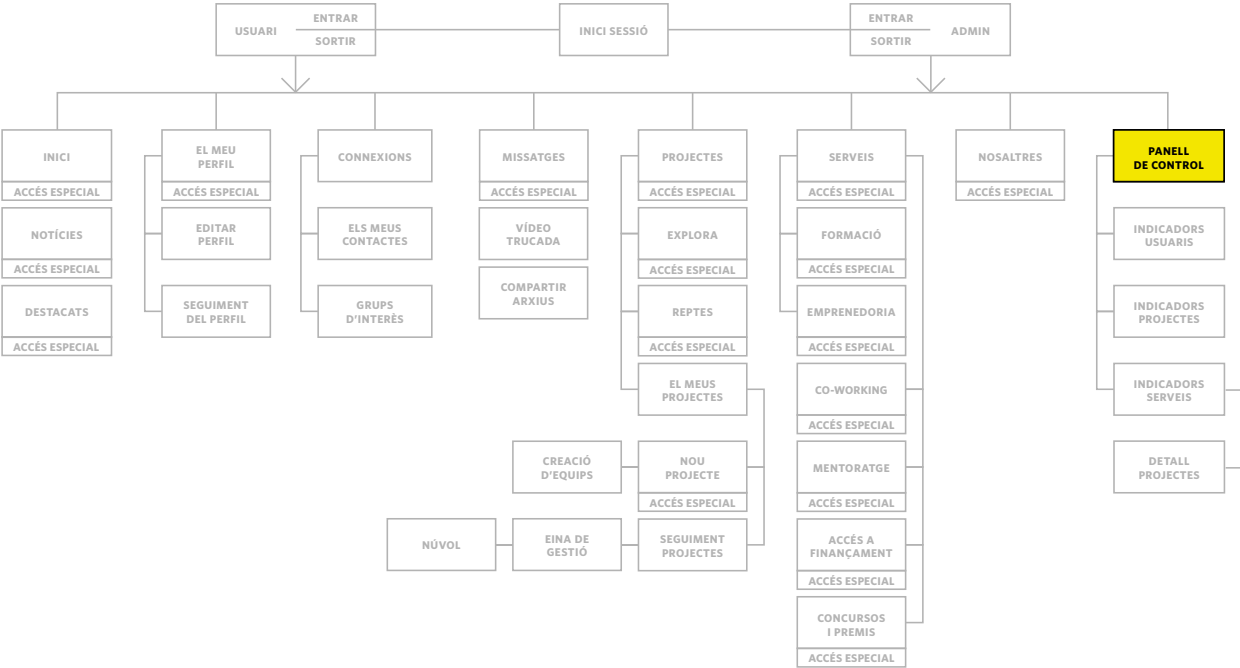 USUARI
ENTRAR
SORTIR
INICI SESSIÓ
ENTRAR
SORTIR
ADMIN
INICI
ACCÉS ESPECIAL
NOTÍCIES
ACCÉS ESPECIAL
DESTACATS
ACCÉS ESPECIAL
EL MEU
PERFIL
ACCÉS ESPECIAL
EDITAR
PERFIL
SEGUIMENT
DEL PERFIL
CONNEXIONS
ELS MEUS
CONTACTES
GRUPS
D'INTERÈS
MISSATGES
ACCÉS ESPECIAL
VÍDEO
TRUCADA
COMPARTIR
ARXIUS
PROJECTES
ACCÉS ESPECIAL
EXPLORA
ACCÉS ESPECIAL
REPTES
ACCÉS ESPECIAL
EL MEUS
PROJECTES
CREACIÓ
D'EQUIPS
NOU
PROJECTE
ACCÉS ESPECIAL
NÚVOL
EINA DE
GESTIÓ
SEGUIMENT
PROJECTES
SERVEIS
ACCÉS ESPECIAL
FORMACIÓ
ACCÉS ESPECIAL
EMPRENEDORIA
ACCÉS ESPECIAL
CO-WORKING
ACCÉS ESPECIAL
MENTORATGE
ACCÉS ESPECIAL
ACCÉS A
FINANÇAMENT
ACCÉS ESPECIAL
CONCURSOS
I PREMIS
ACCÉS ESPECIAL
NOSALTRES
ACCÉS ESPECIAL
PANELL
DE CONTROL
INDICADORS
USUARIS
INDICADORS
PROJECTES
INDICADORS
SERVEIS
DETALL
PROJECTES